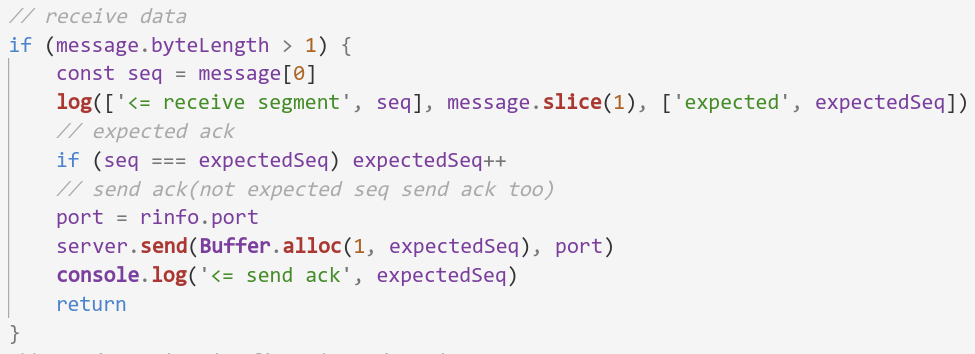 // receive data
if (message.byteLength > 1) {
    const seq = message[0]
    log(['<= receive segment', seq], message.slice(1), ['expected', expectedSeq])
    // expected ack
    if (seq === expectedSeq) expectedSeq++
    // send ack(not expected seq send ack too)
    port = rinfo.port
    server.send(Buffer.alloc(1, expectedSeq), port)
    console.log('<= send ack', expectedSeq)
    return
}